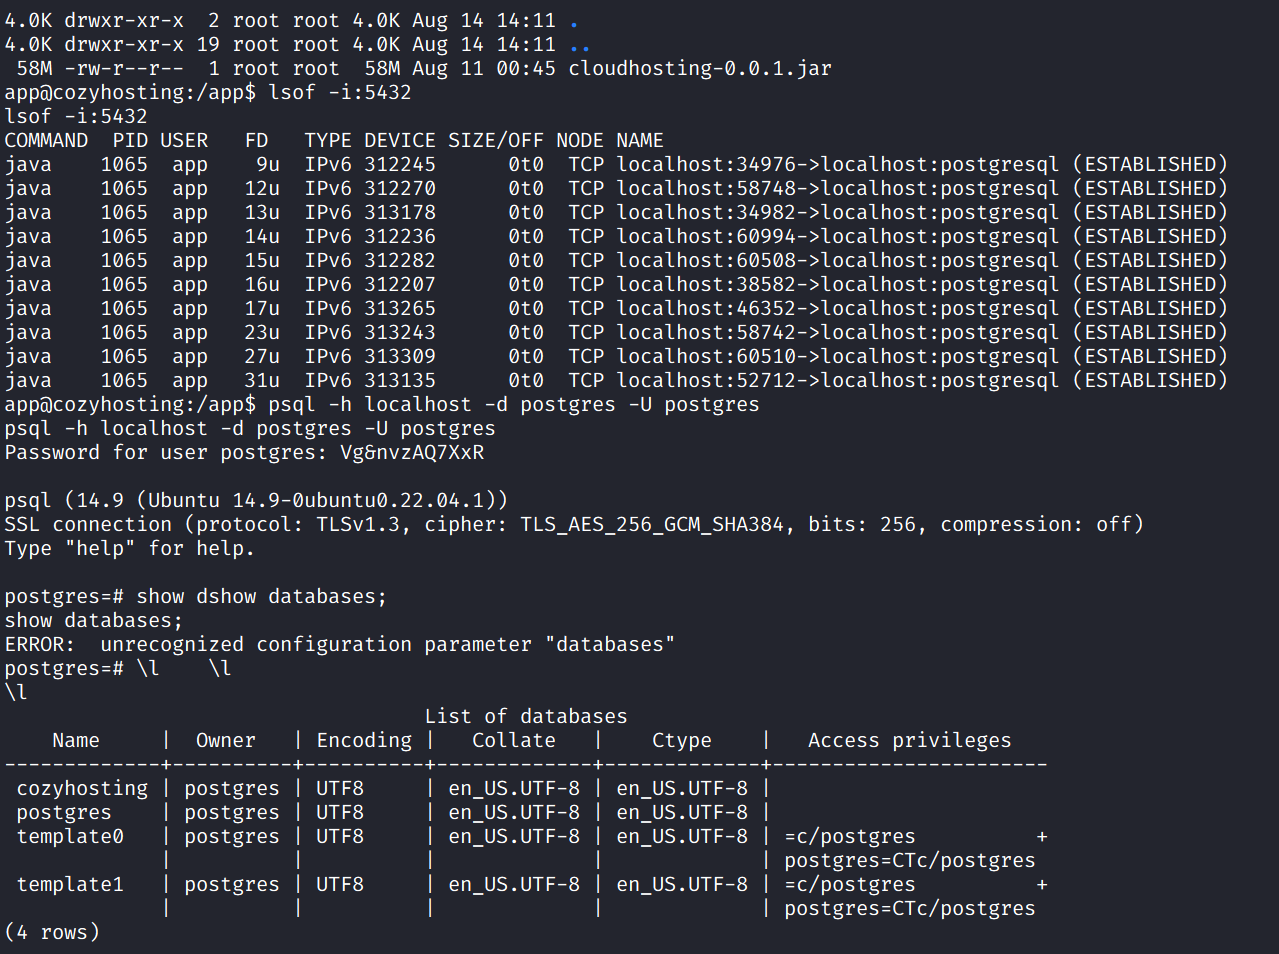 4.0K drwxr-xr-x  2 root root 4.0K Aug 14 14:11 .
4.0K drwxr-xr-x 19 root root 4.0K Aug 14 14:11 ..
 58M -rw-r--r--  1 root root  58M Aug 11 00:45 cloudhosting-0.0.1.jar
app@cozyhosting:/app$ lsof -i:5432
lsof -i:5432
COMMAND  PID USER   FD   TYPE DEVICE SIZE/OFF NODE NAME
java    1065  app    9u  IPv6 312245      0t0  TCP localhost:34976->localhost:postgresql (ESTABLISHED)
java    1065  app   12u  IPv6 312270      0t0  TCP localhost:58748->localhost:postgresql (ESTABLISHED)
java    1065  app   13u  IPv6 313178      0t0  TCP localhost:34982->localhost:postgresql (ESTABLISHED)
java    1065  app   14u  IPv6 312236      0t0  TCP localhost:60994->localhost:postgresql (ESTABLISHED)
java    1065  app   15u  IPv6 312282      0t0  TCP localhost:60508->localhost:postgresql (ESTABLISHED)
java    1065  app   16u  IPv6 312207      0t0  TCP localhost:38582->localhost:postgresql (ESTABLISHED)
java    1065  app   17u  IPv6 313265      0t0  TCP localhost:46352->localhost:postgresql (ESTABLISHED)
java    1065  app   23u  IPv6 313243      0t0  TCP localhost:58742->localhost:postgresql (ESTABLISHED)
java    1065  app   27u  IPv6 313309      0t0  TCP localhost:60510->localhost:postgresql (ESTABLISHED)
java    1065  app   31u  IPv6 313135      0t0  TCP localhost:52712->localhost:postgresql (ESTABLISHED)
app@cozyhosting:/app$ psql -h localhost -d postgres -U postgres
psql -h localhost -d postgres -U postgres
Password for user postgres: Vg&nvzAQ7XxR

psql (14.9 (Ubuntu 14.9-0ubuntu0.22.04.1))
SSL connection (protocol: TLSv1.3, cipher: TLS_AES_256_GCM_SHA384, bits: 256, compression: off)
Type "help" for help.

postgres=# show dshow databases;
show databases;
ERROR:  unrecognized configuration parameter "databases"
postgres=# \l    \l
\l
                                   List of databases
    Name     |  Owner   | Encoding |   Collate   |    Ctype    |   Access privileges
-------------+----------+----------+-------------+-------------+-----------------------
 cozyhosting | postgres | UTF8     | en_US.UTF-8 | en_US.UTF-8 |
 postgres    | postgres | UTF8     | en_US.UTF-8 | en_US.UTF-8 |
 template0   | postgres | UTF8     | en_US.UTF-8 | en_US.UTF-8 | =c/postgres          +
             |          |          |             |             | postgres=CTc/postgres
 template1   | postgres | UTF8     | en_US.UTF-8 | en_US.UTF-8 | =c/postgres          +
             |          |          |             |             | postgres=CTc/postgres
(4 rows)